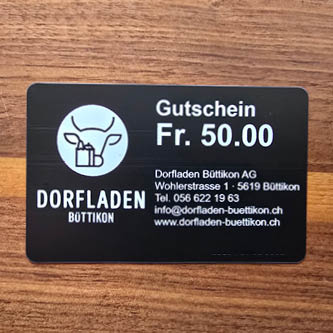 DORFLADEN
BÜTTIKON
Gutschein
Fr. 50.00
Dorfladen Büttikon AG
Wohlerstrasse 1 · 5619 Büttikon
Tel. 056 622 19 63
info@dorfladen-buettikon.ch
www.dorfladen-buettikon.ch